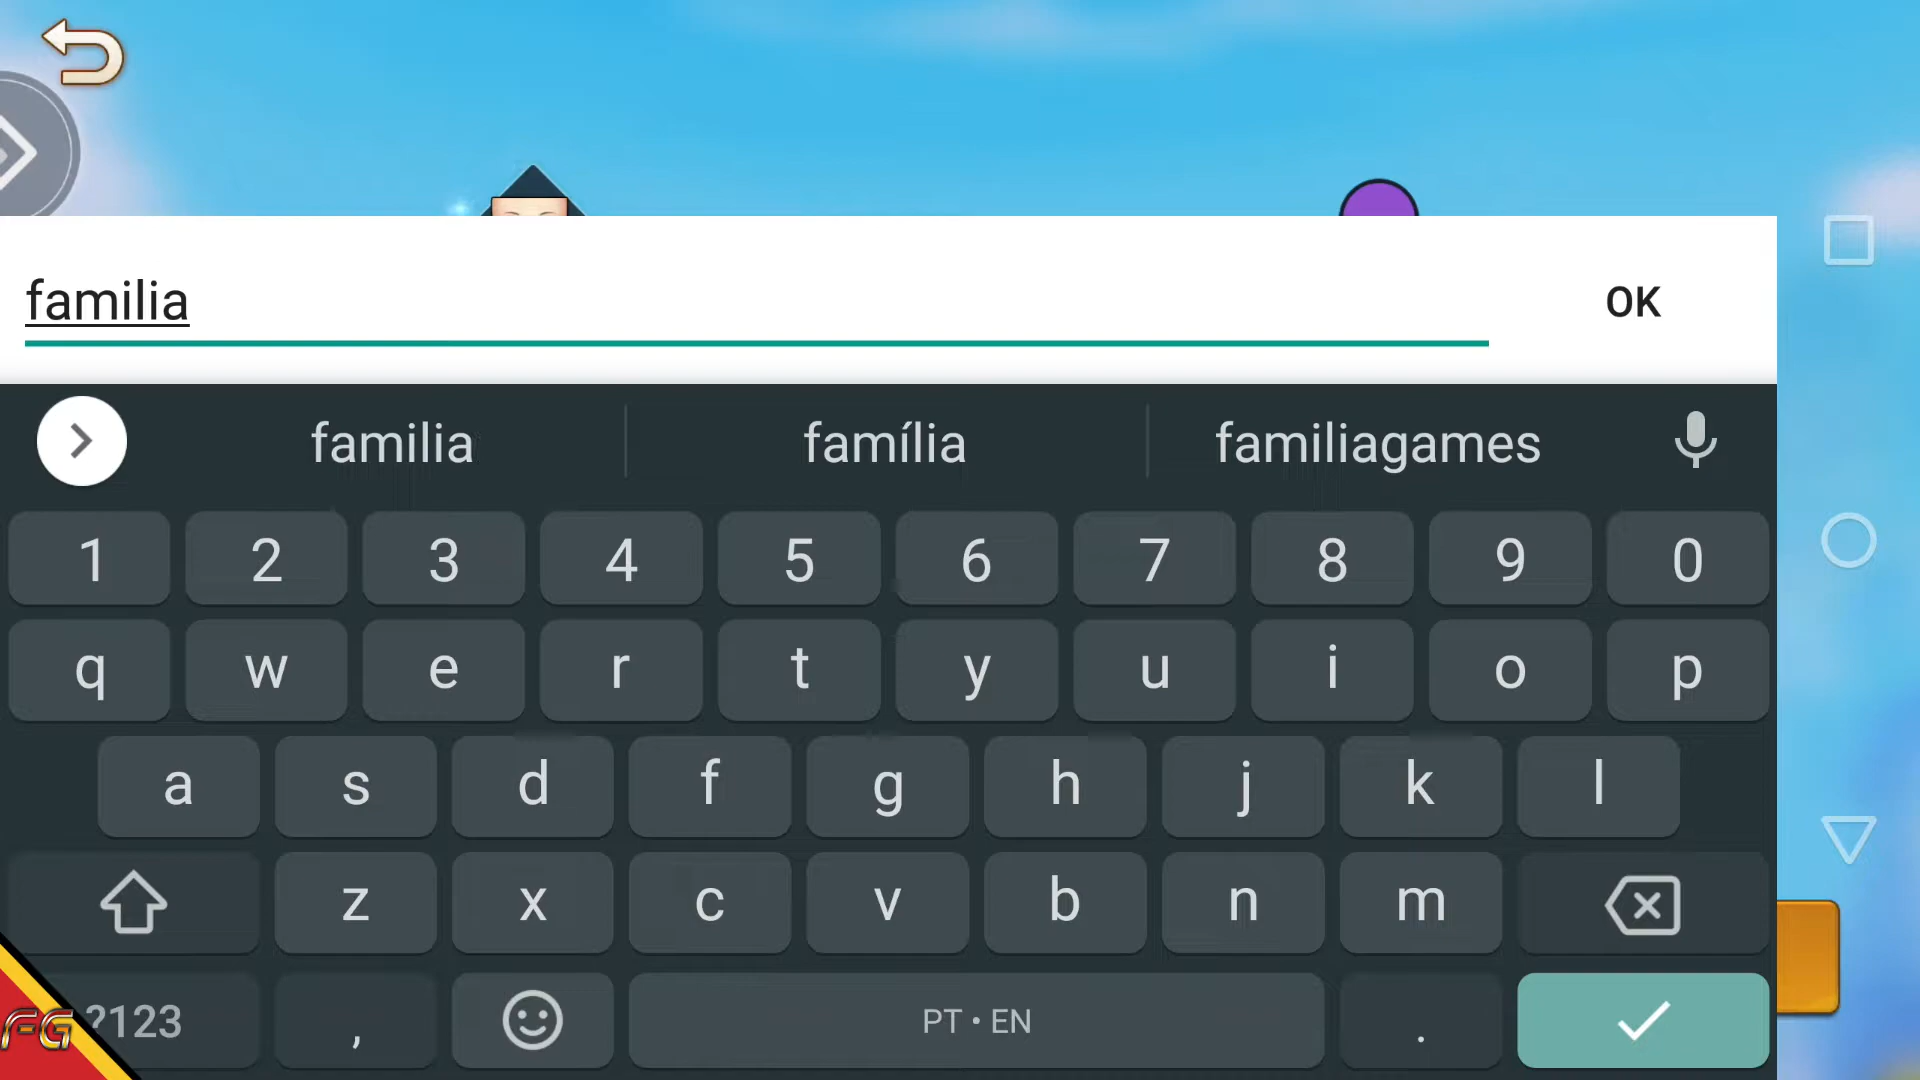 familia
OK
familia família familiagames
1 2 3 4 5 6 7 8 9 0
q w e r t y u i o p
a s d f g h j k l
z x c v b n m
?123 , PT • EN .
FG